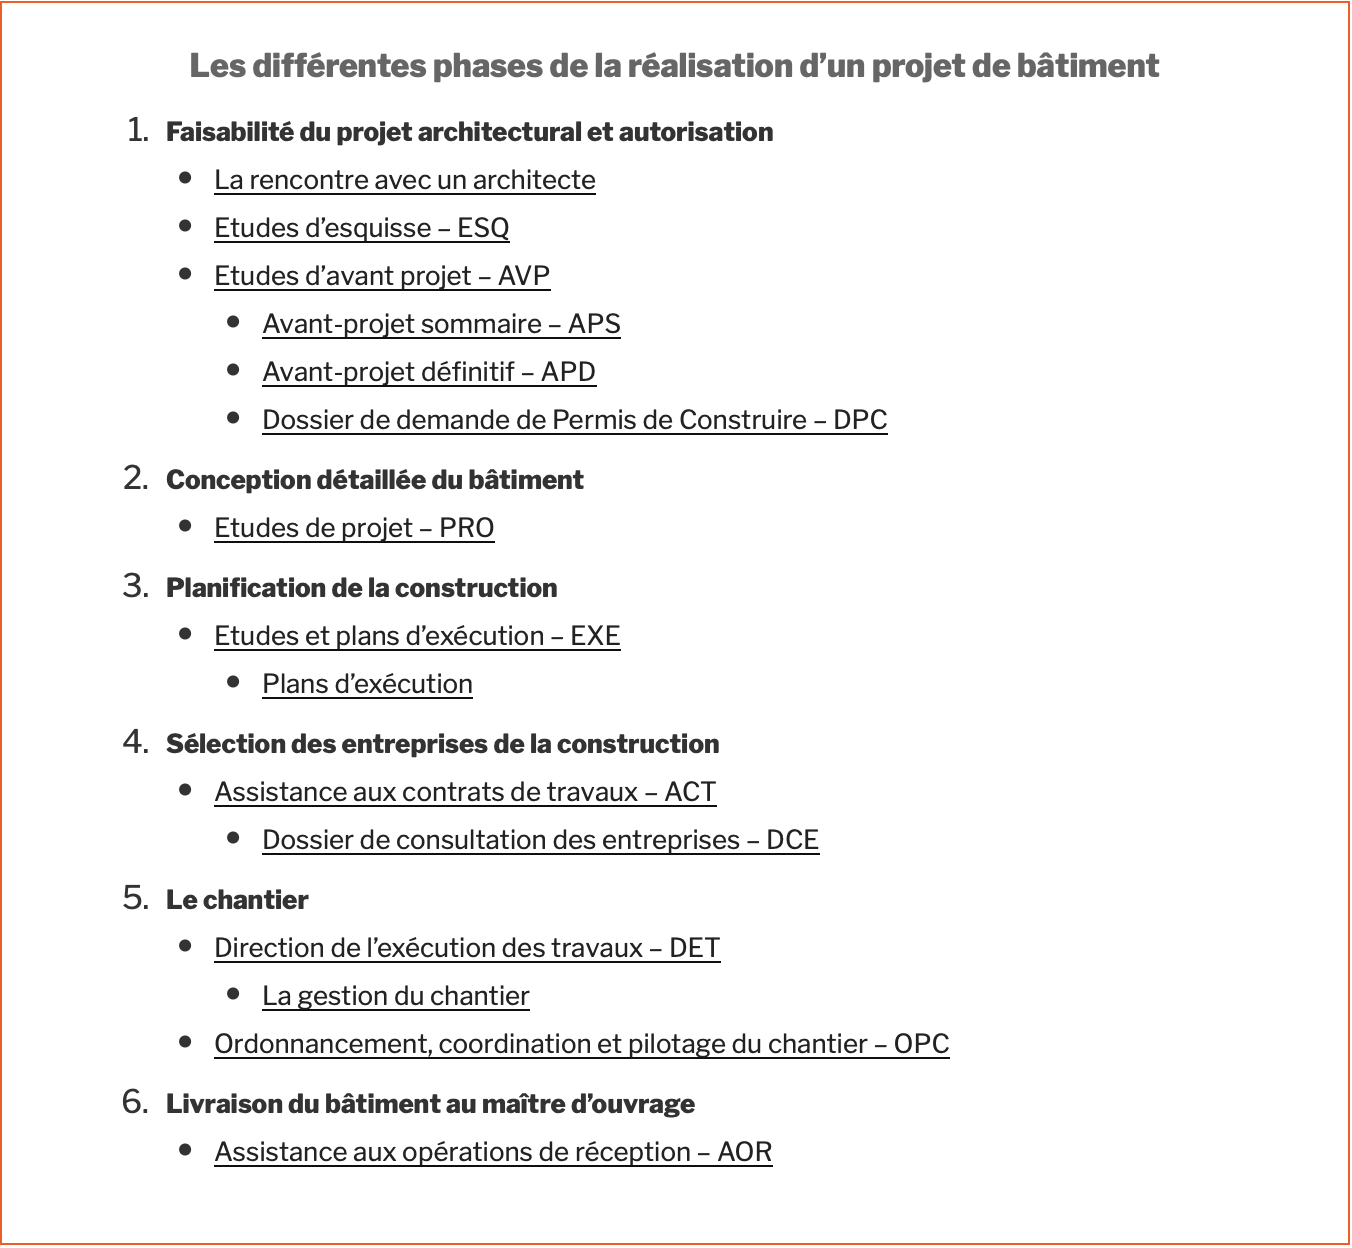 Les différentes phases de la réalisation d’un projet de bâtiment
1. Faisabilité du projet architectural et autorisation
• La rencontre avec un architecte
• Etudes d’esquisse – ESQ
• Etudes d’avant projet – AVP
• Avant-projet sommaire – APS
• Avant-projet définitif – APD
• Dossier de demande de Permis de Construire – DPC
2. Conception détaillée du bâtiment
• Etudes de projet – PRO
3. Planification de la construction
• Etudes et plans d’exécution – EXE
• Plans d’exécution
4. Sélection des entreprises de la construction
• Assistance aux contrats de travaux – ACT
• Dossier de consultation des entreprises – DCE
5. Le chantier
• Direction de l’exécution des travaux – DET
• La gestion du chantier
• Ordonnancement, coordination et pilotage du chantier – OPC
6. Livraison du bâtiment au maître d’ouvrage
• Assistance aux opérations de réception – AOR